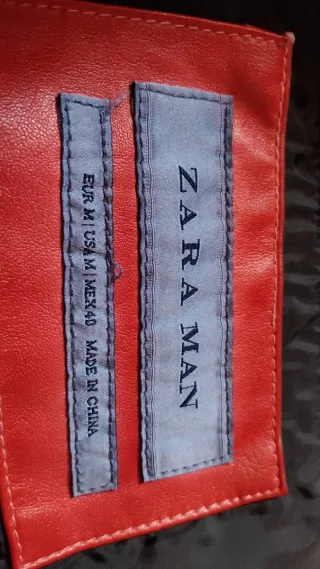 ZARA MAN
EUR M | USA M | MEX 40 MADE IN CHINA